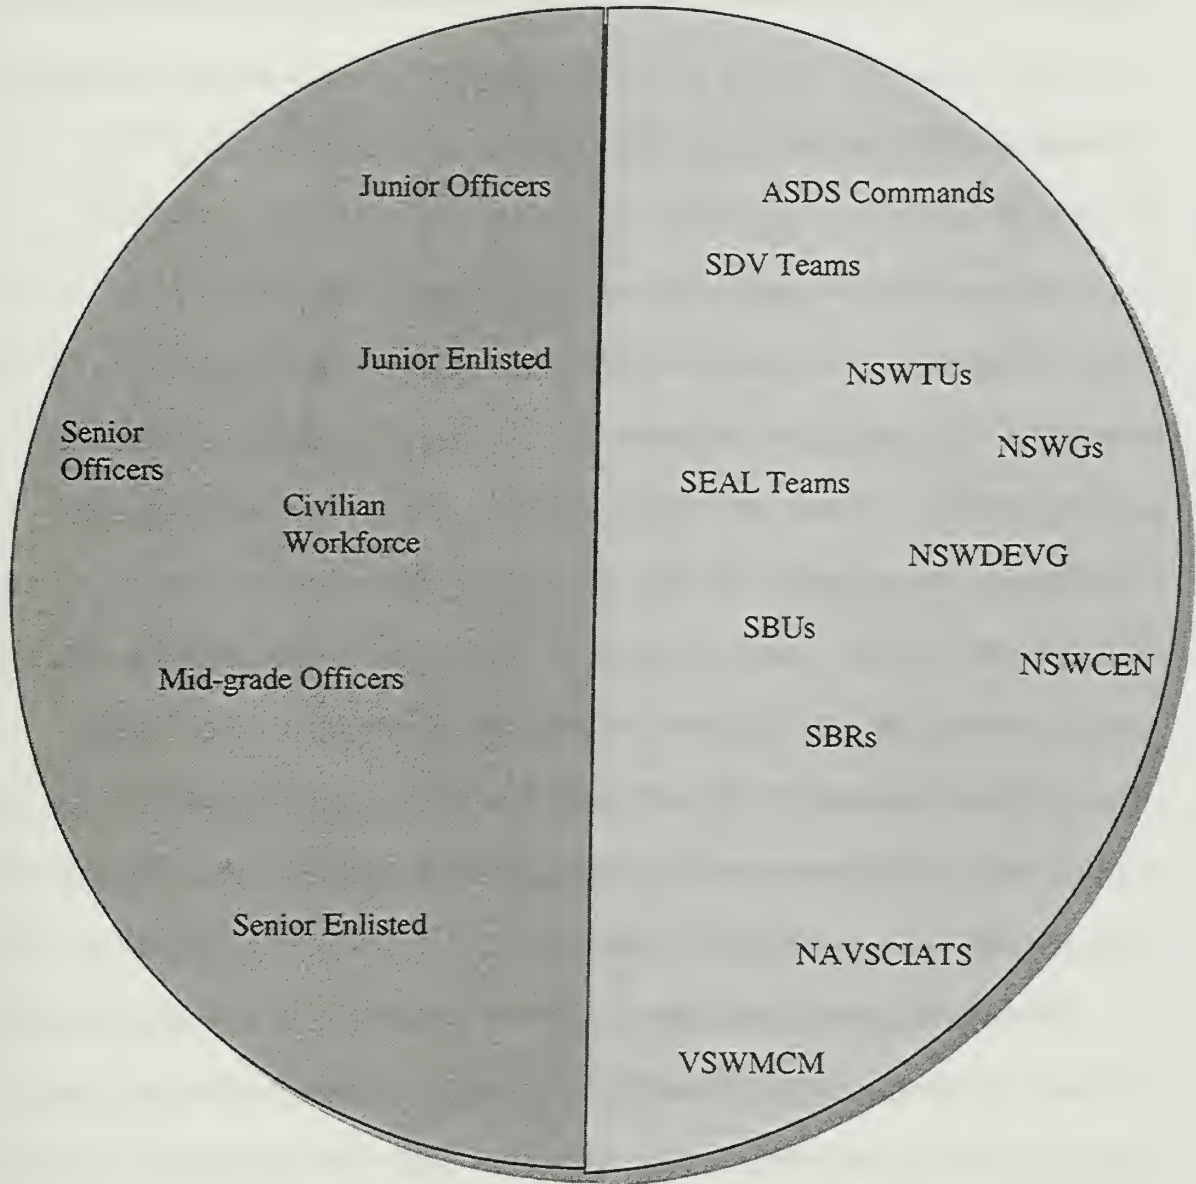 Junior Officers
Junior Enlisted
Senior
Officers
Civilian
Workforce
Mid-grade Officers
Senior Enlisted
ASDS Commands
SDV Teams
NSWTUs
NSWGs
SEAL Teams
NSWDEVG
SBUs
NSWCEN
SBRs
NAVSCIATS
VSWMCM